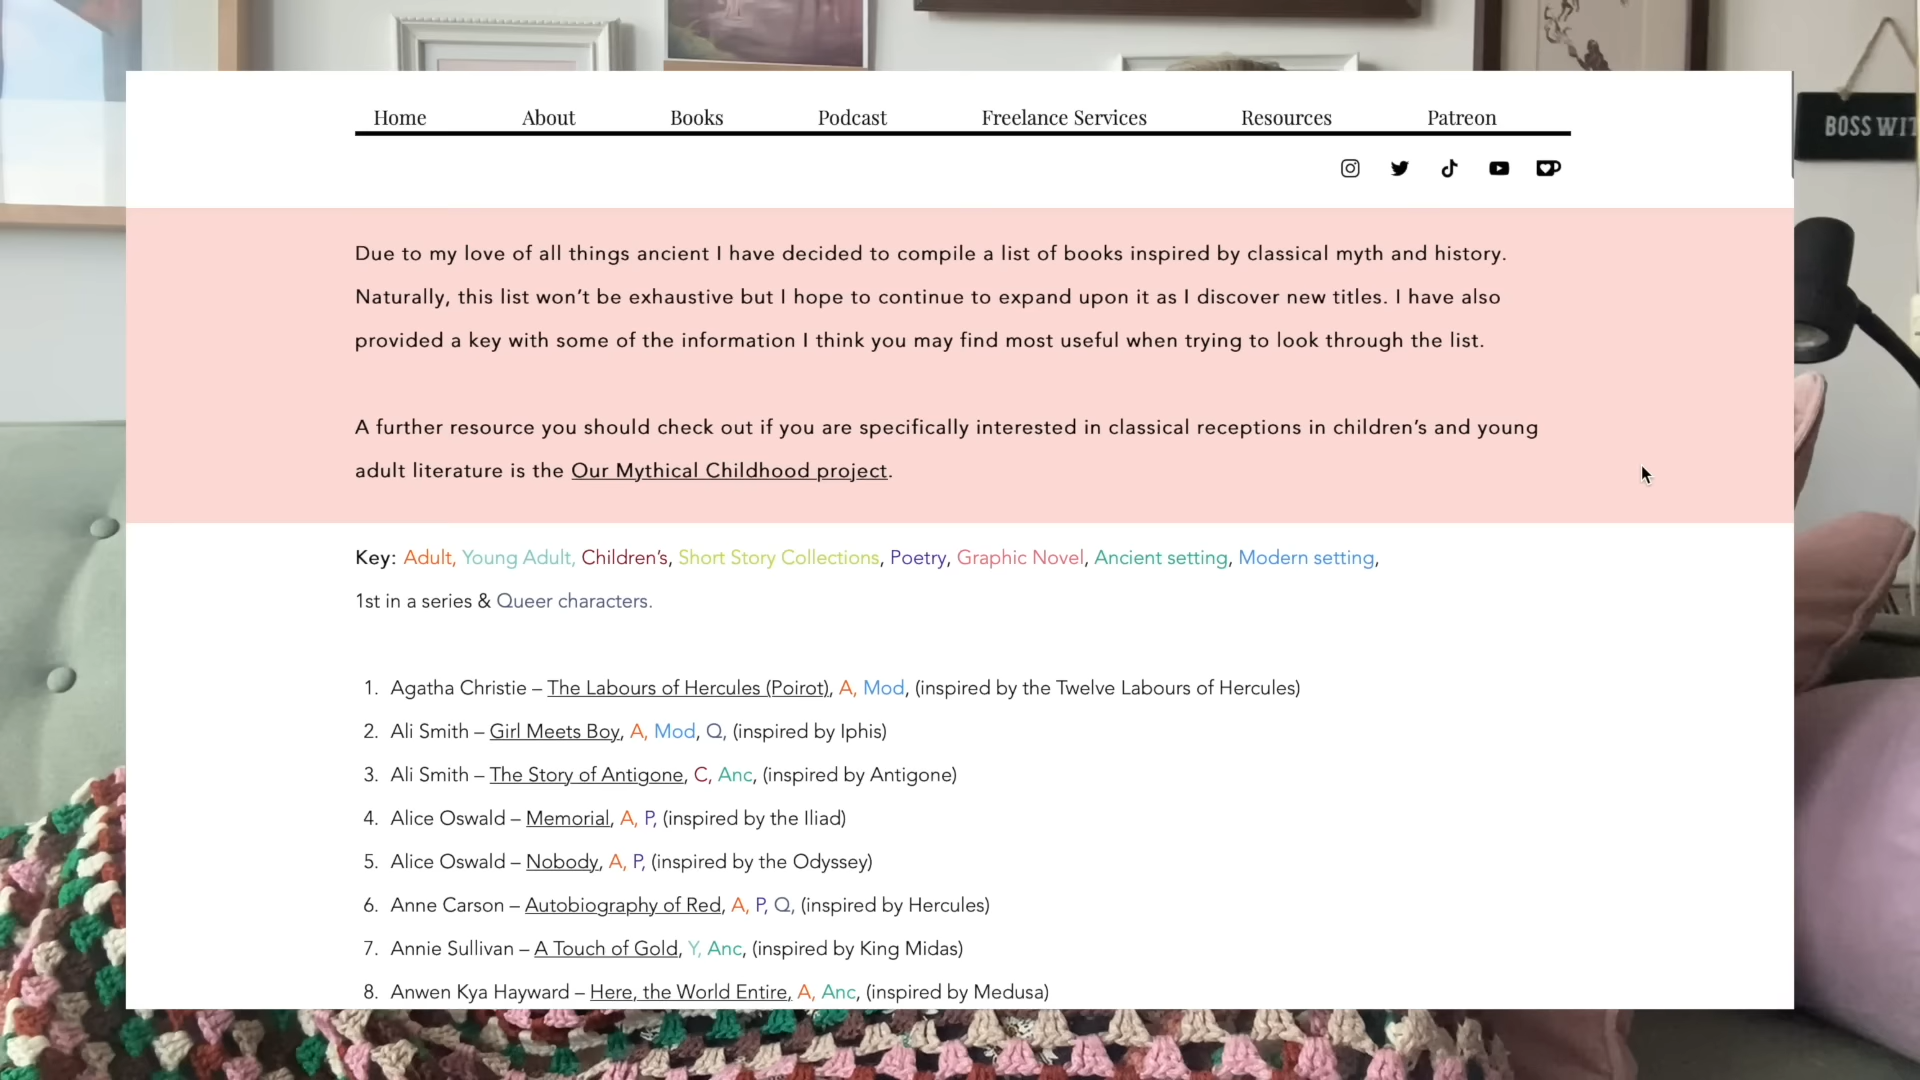 Home About Books Podcast Freelance Services Resources Patreon
BOSS WIT
Due to my love of all things ancient I have decided to compile a list of books inspired by classical myth and history.
Naturally, this list won't be exhaustive but I hope to continue to expand upon it as I discover new titles. I have also
provided a key with some of the information I think you may find most useful when trying to look through the list.
A further resource you should check out if you are specifically interested in classical receptions in children's and young
adult literature is the Our Mythical Childhood project.
Key: Adult, Young Adult, Children's, Short Story Collections, Poetry, Graphic Novel, Ancient setting, Modern setting,
1st in a series & Queer characters.
1. Agatha Christie – The Labours of Hercules (Poirot), A, Mod, (inspired by the Twelve Labours of Hercules)
2. Ali Smith – Girl Meets Boy, A, Mod, Q, (inspired by Iphis)
3. Ali Smith – The Story of Antigone, C, Anc, (inspired by Antigone)
4. Alice Oswald – Memorial, A, P, (inspired by the Iliad)
5. Alice Oswald – Nobody, A, P, (inspired by the Odyssey)
6. Anne Carson – Autobiography of Red, A, P, Q, (inspired by Hercules)
7. Annie Sullivan – A Touch of Gold, Y, Anc, (inspired by King Midas)
8. Anwen Kya Hayward – Here, the World Entire, A, Anc, (inspired by Medusa)